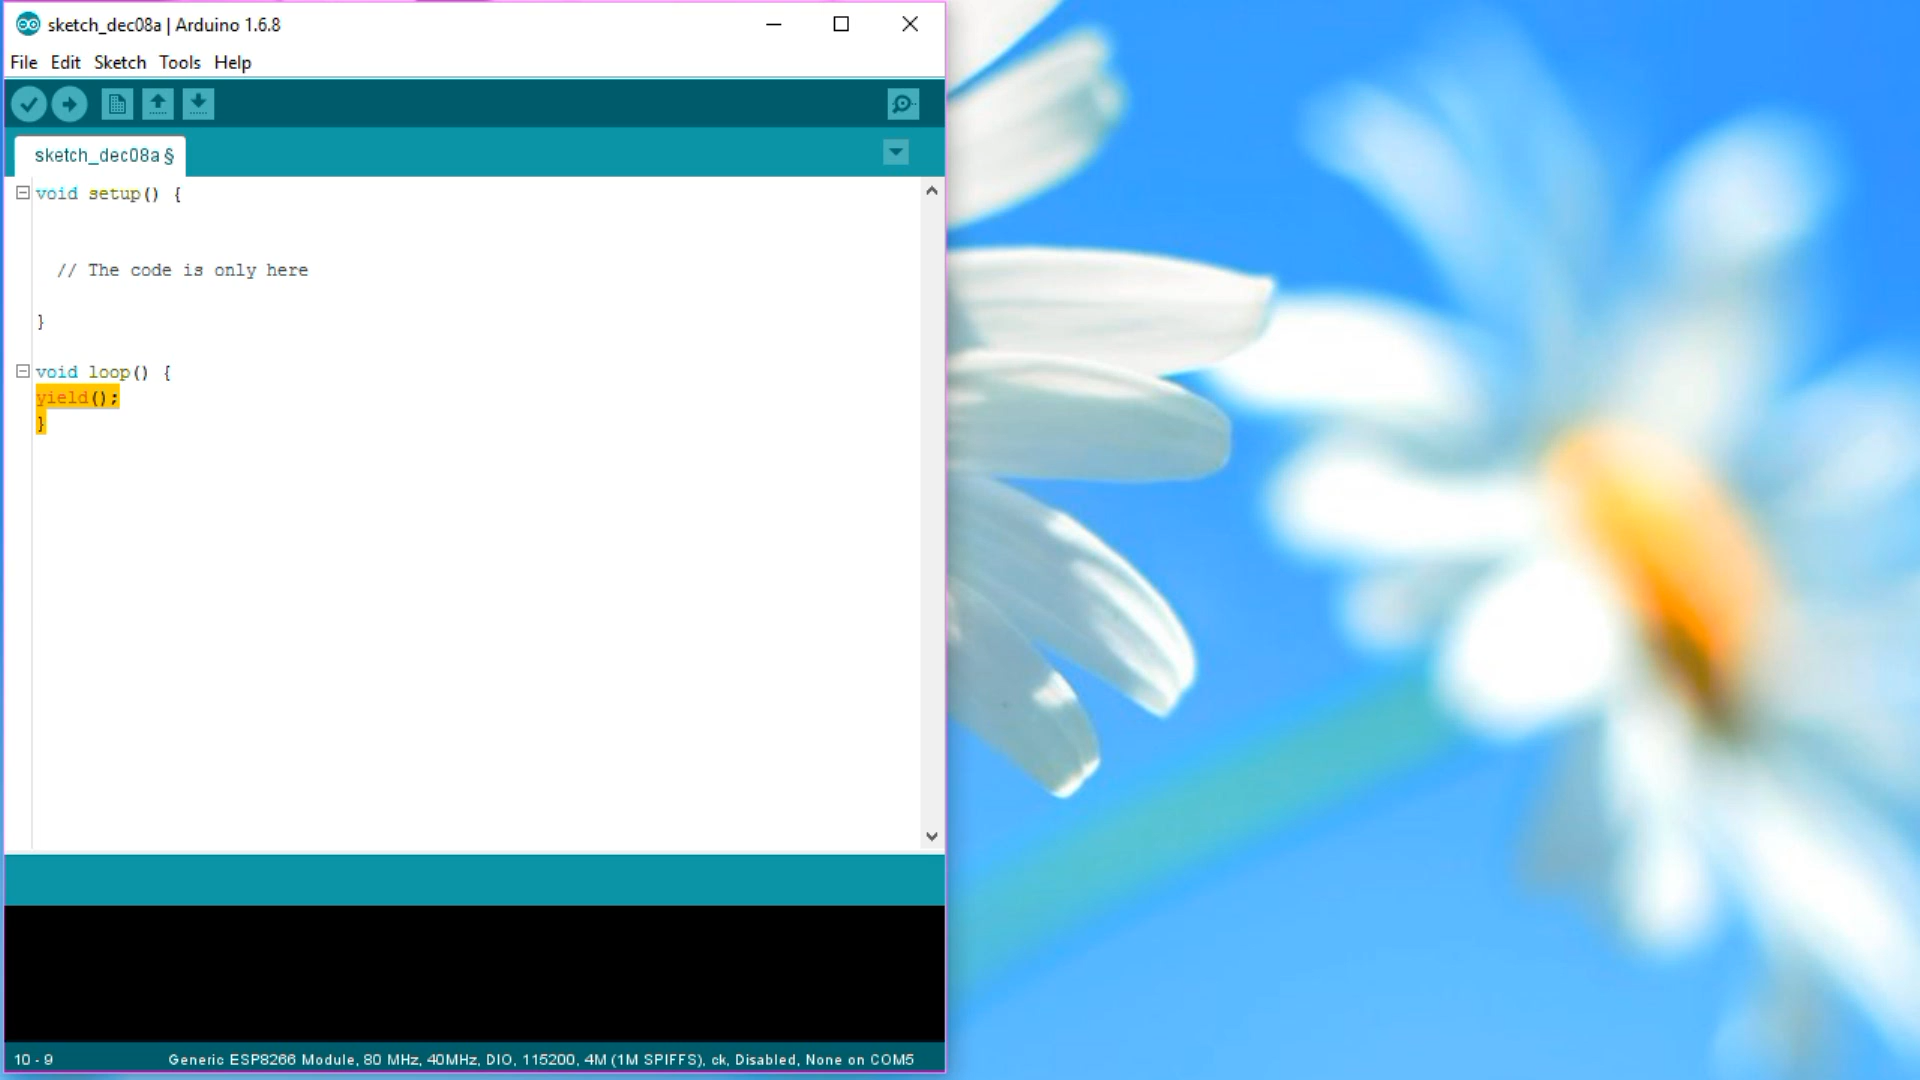 sketch_dec08a | Arduino 1.6.8
File Edit Sketch Tools Help
sketch_dec08a §
void setup() {
// The code is only here
}
void loop() {
yield();
}
10 - 9
Generic ESP8266 Module, 80 MHz, 40MHz, DIO, 115200, 4M (1M SPIFFS), ck, Disabled, None on COM5